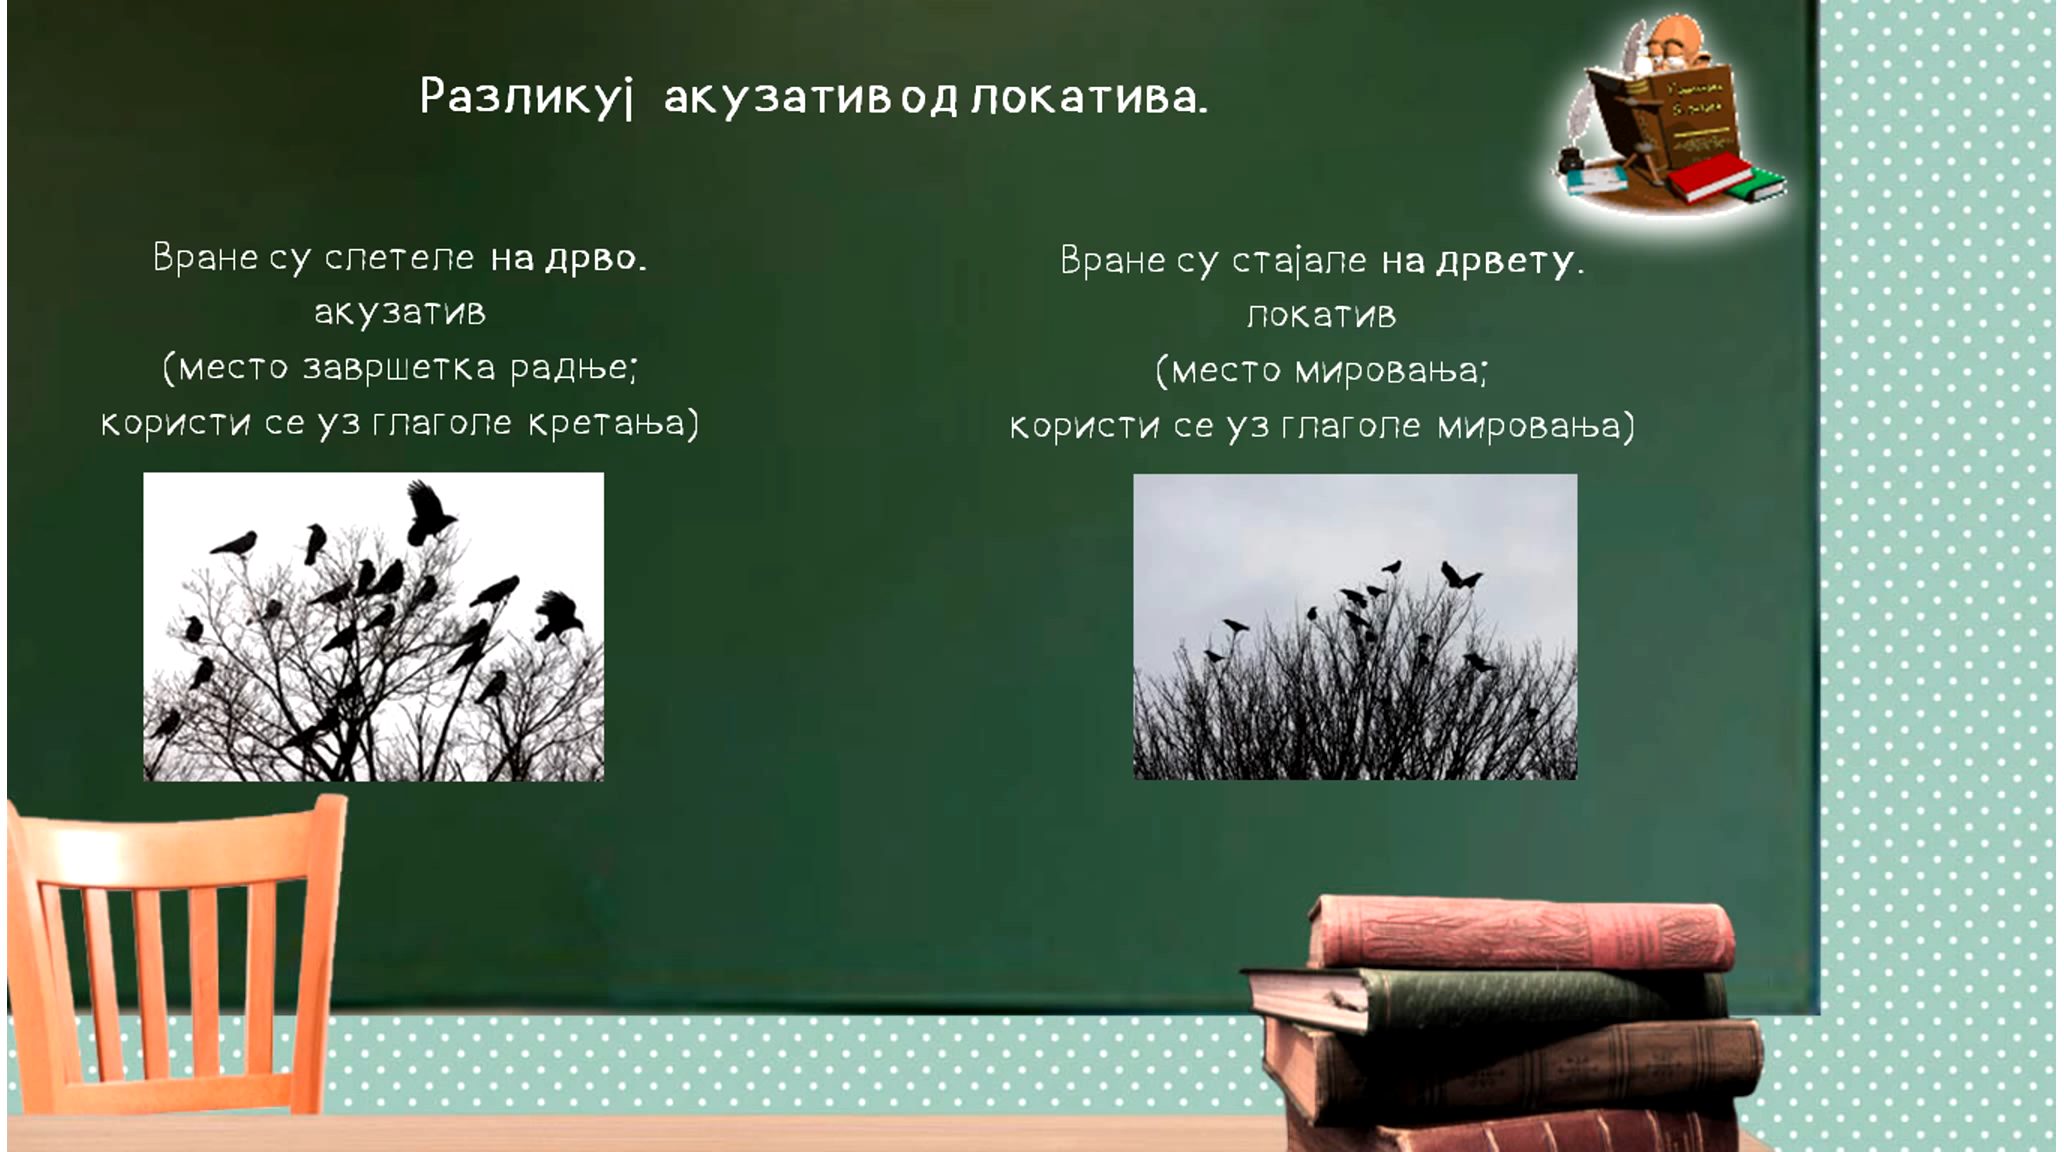 Разликуј акузатив од локатива.
Вране су слетеле на дрво.
акузатив
(место завршетка радње;
користи се уз глаголе кретања)
Вране су стајале на дрвету.
локатив
(место мировања;
користи се уз глаголе мировања)